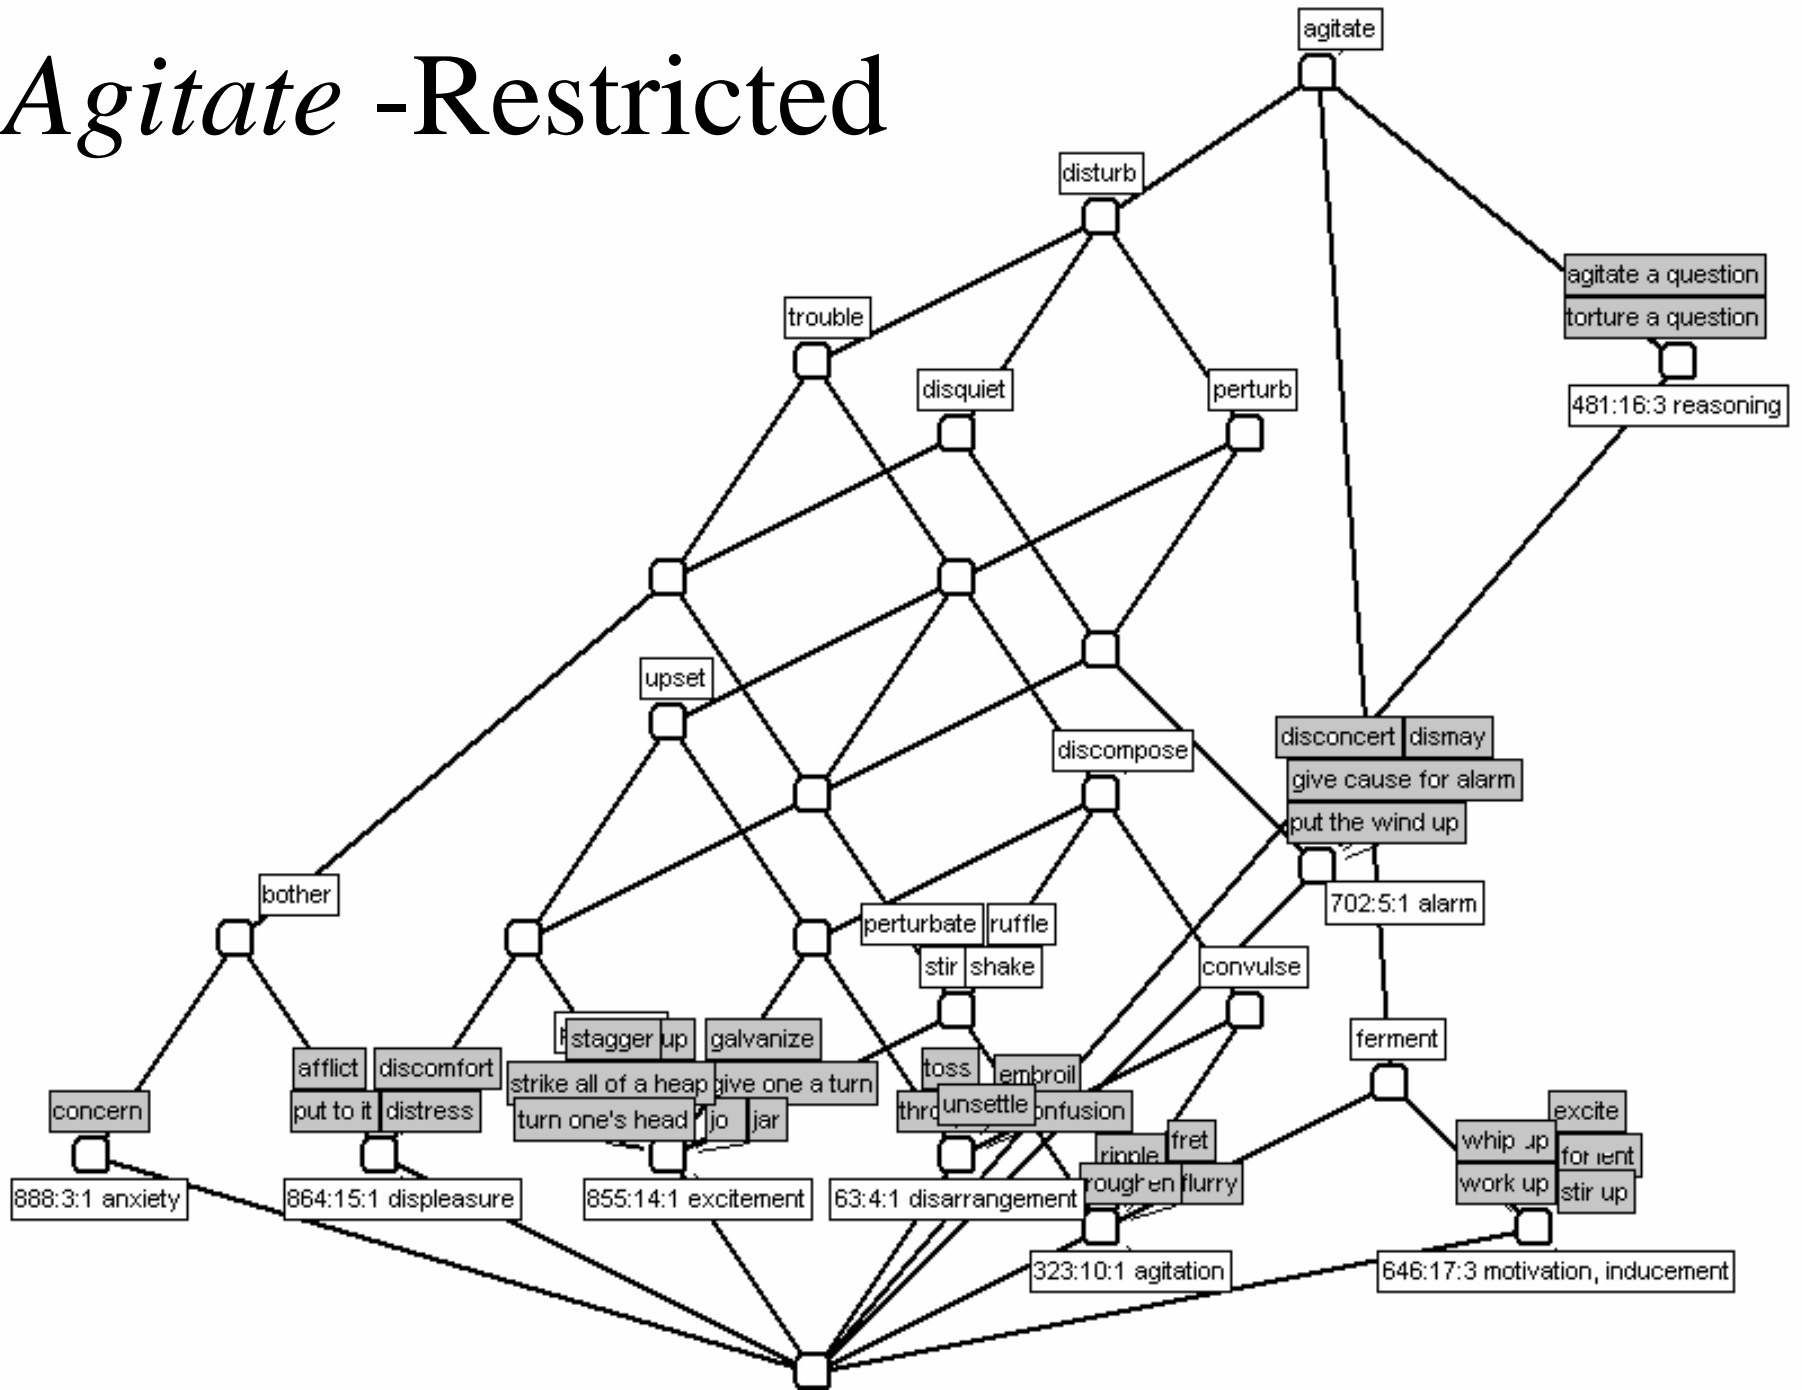 agitate
Agitate -Restricted
disturb
agitate a question
torture a question
trouble
disquiet
perturb
481:16:3 reasoning
upset
disconcert dismay
discompose
give cause for alarm
put the wind up
bother
702:5:1 alarm
perturbate ruffle
stir shake
convulse
stagger up
galvanize
ferment
afflict discomfort
toss
embroil
strike all of a heap give one a turn
concern
put to it distress
turn one's head
jar
unsettle
excite
fret
whip up
ripple
roughen flurry
work up
stir up
888:3:1 anxiety
864:15:1 displeasure
855:14:1 excitement
63:4:1 disarrangement
323:10:1 agitation
646:17:3 motivation, inducement